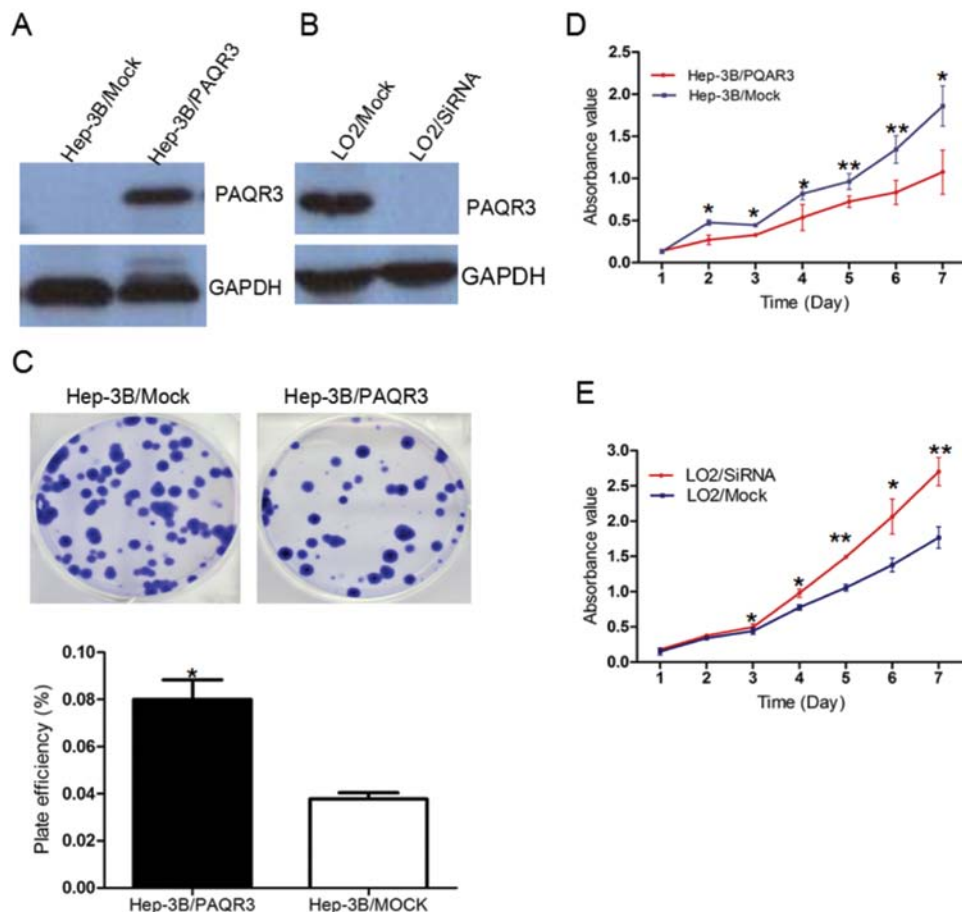 A
Hep-3B/Mock
Hep-3B/PAQR3
PAQR3
GAPDH
B
LO2/Mock
LO2/SiRNA
PAQR3
GAPDH
C
Hep-3B/Mock
Hep-3B/PAQR3
Plate efficiency (%)
0.10
0.08
0.06
0.04
0.02
0.00
*
Hep-3B/PAQR3
Hep-3B/MOCK
D
Absorbance value
2.5
2.0
1.5
1.0
0.5
0.0
Hep-3B/PQAR3
Hep-3B/Mock
* * * ** ** *
1 2 3 4 5 6 7
Time (Day)
E
Absorbance value
3.0
2.5
2.0
1.5
1.0
0.5
0.0
LO2/SiRNA
LO2/Mock
* * ** * **
1 2 3 4 5 6 7
Time (Day)